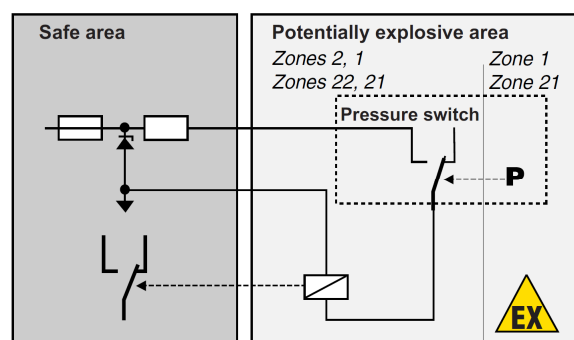 Safe area
Potentially explosive area
Zones 2, 1
Zone 1
Zones 22, 21
Zone 21
Pressure switch
P
EX